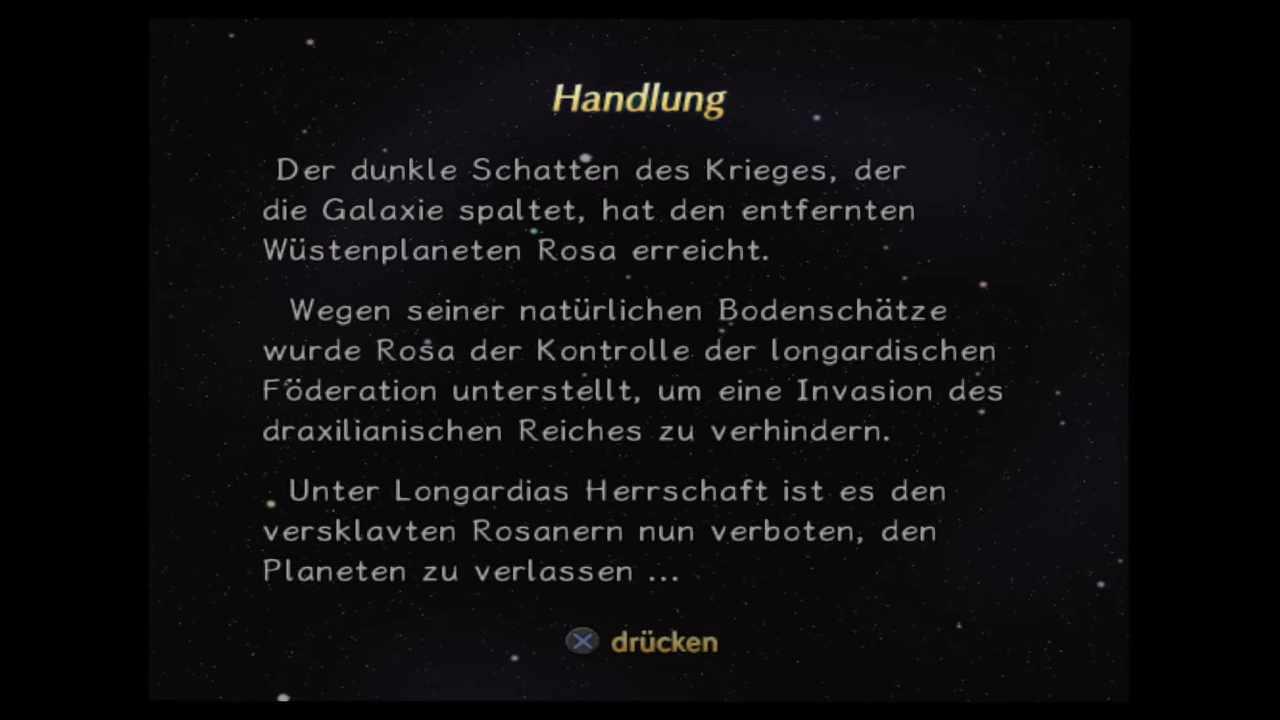 Handlung
Der dunkle Schatten des Krieges, der
die Galaxie spaltet, hat den entfernten
Wüstenplaneten Rosa erreicht.
Wegen seiner natürlichen Bodenschätze
wurde Rosa der Kontrolle der longardischen
Föderation unterstellt, um eine Invasion des
draxilianischen Reiches zu verhindern.
Unter Longardias Herrschaft ist es den
versklavten Rosanern nun verboten, den
Planeten zu verlassen ...
drücken